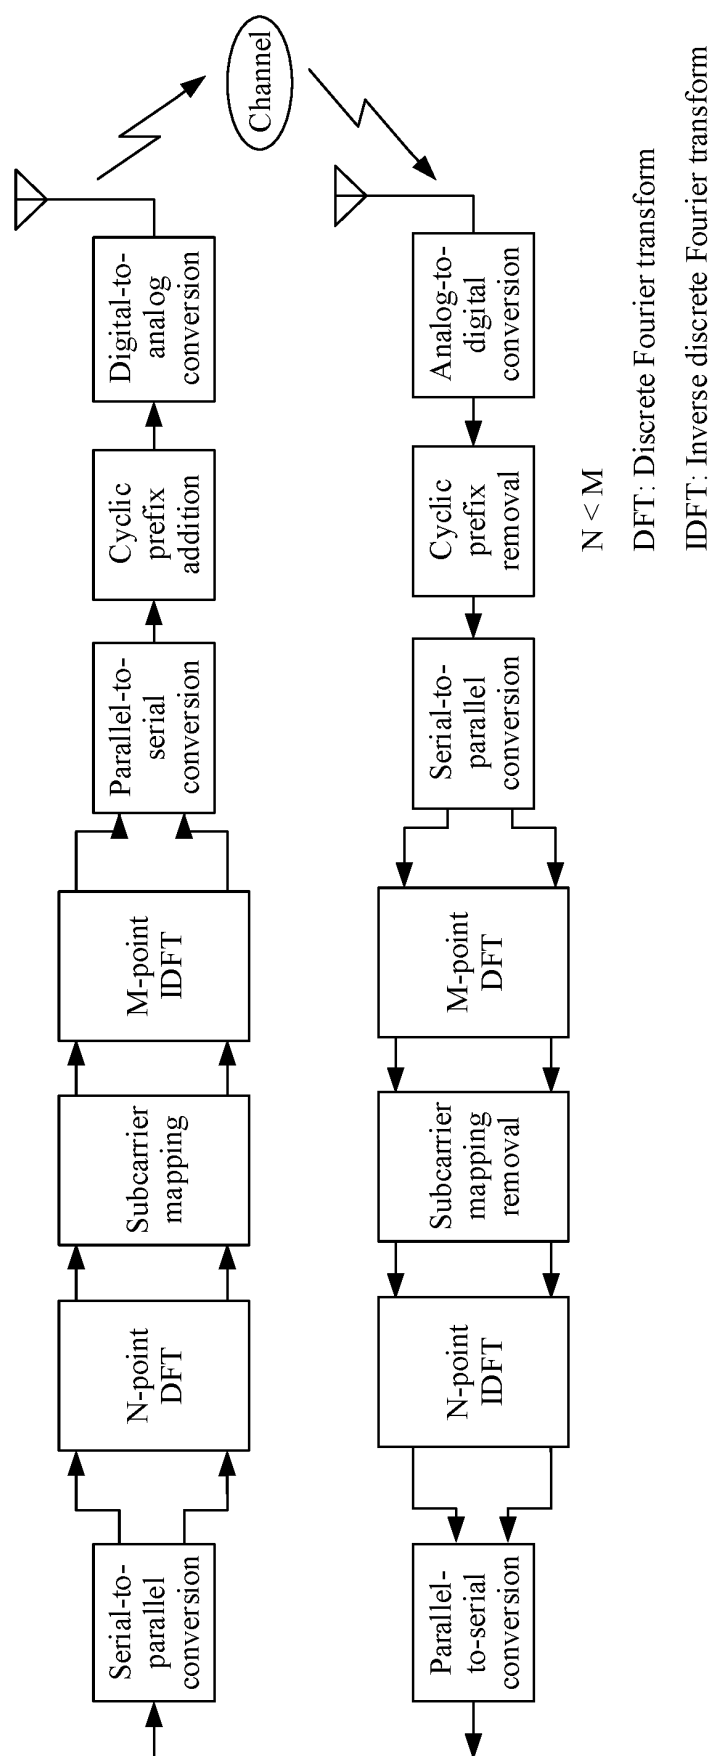 Serial-to-
parallel
conversion
N-point
DFT
Subcarrier
mapping
M-point
IDFT
Parallel-to-
serial
conversion
Cyclic
prefix
addition
Digital-to-
analog
conversion
Channel
Parallel-
to-serial
conversion
N-point
IDFT
Subcarrier
mapping
removal
M-point
DFT
Serial-to-
parallel
conversion
Cyclic
prefix
removal
Analog-to-
digital
conversion
N < M
DFT: Discrete Fourier transform
IDFT: Inverse discrete Fourier transform